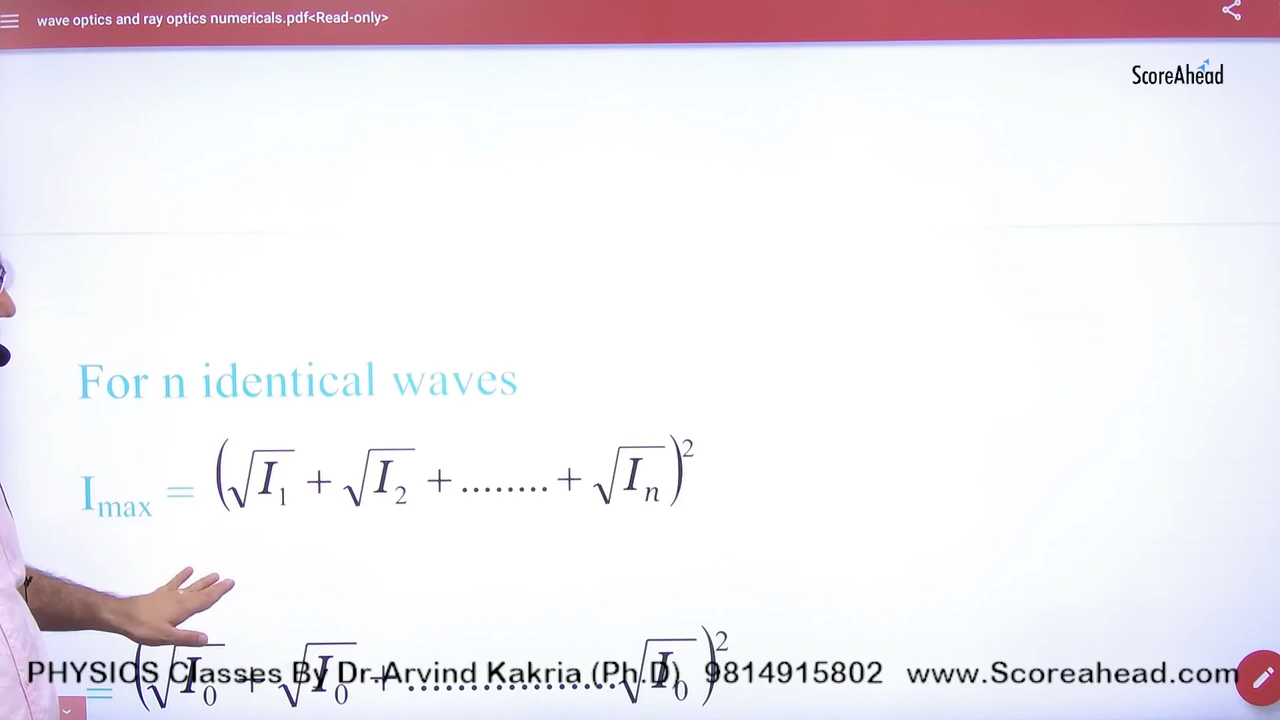 wave optics and ray optics numericals.pdf<Read-only>
ScoreAhead
For n identical waves
I_max = (√I_1 + √I_2 + ........ + √I_n)^2
= (√I_0 + √I_0 + ...................√I_0)^2
PHYSICS Classes By Dr Arvind Kakria (Ph.D) 9814915802 www.Scoreahead.com